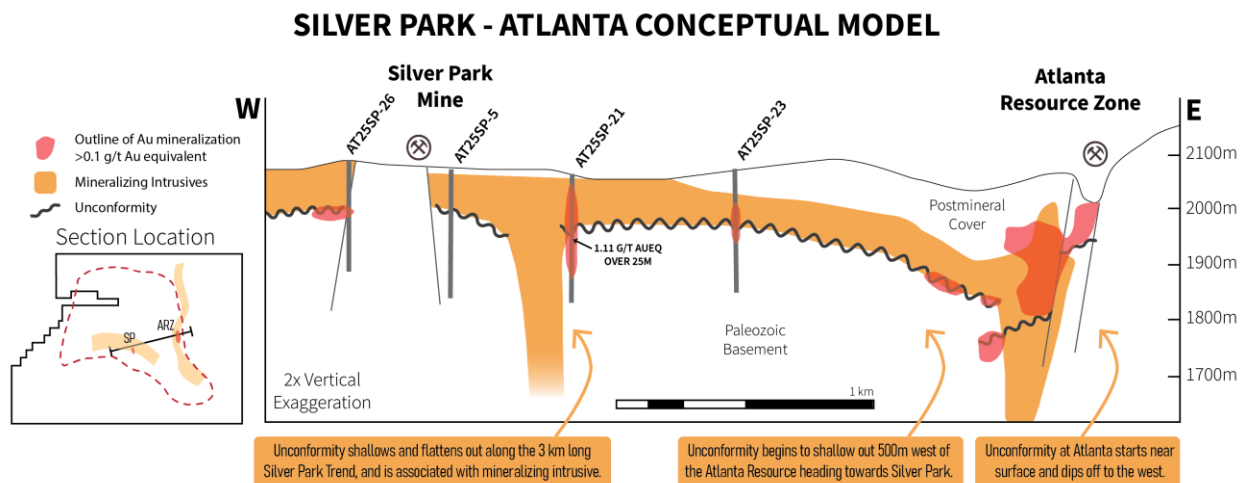 SILVER PARK - ATLANTA CONCEPTUAL MODEL
Silver Park
Mine
Atlanta
Resource Zone
W
E
AT25SP-26
AT25SP-5
AT25SP-21
AT25SP-23
Outline of Au mineralization
>0.1 g/t Au equivalent
Mineralizing Intrusives
Unconformity
Section Location
SP
ARZ
2100m
2000m
1900m
1800m
1700m
Postmineral
Cover
1.11 G/T AUEQ
OVER 25M
Paleozoic
Basement
2x Vertical
Exaggeration
1 km
Unconformity shallows and flattens out along the 3 km long
Silver Park Trend, and is associated with mineralizing intrusive.
Unconformity begins to shallow out 500m west of
the Atlanta Resource heading towards Silver Park.
Unconformity at Atlanta starts near
surface and dips off to the west.